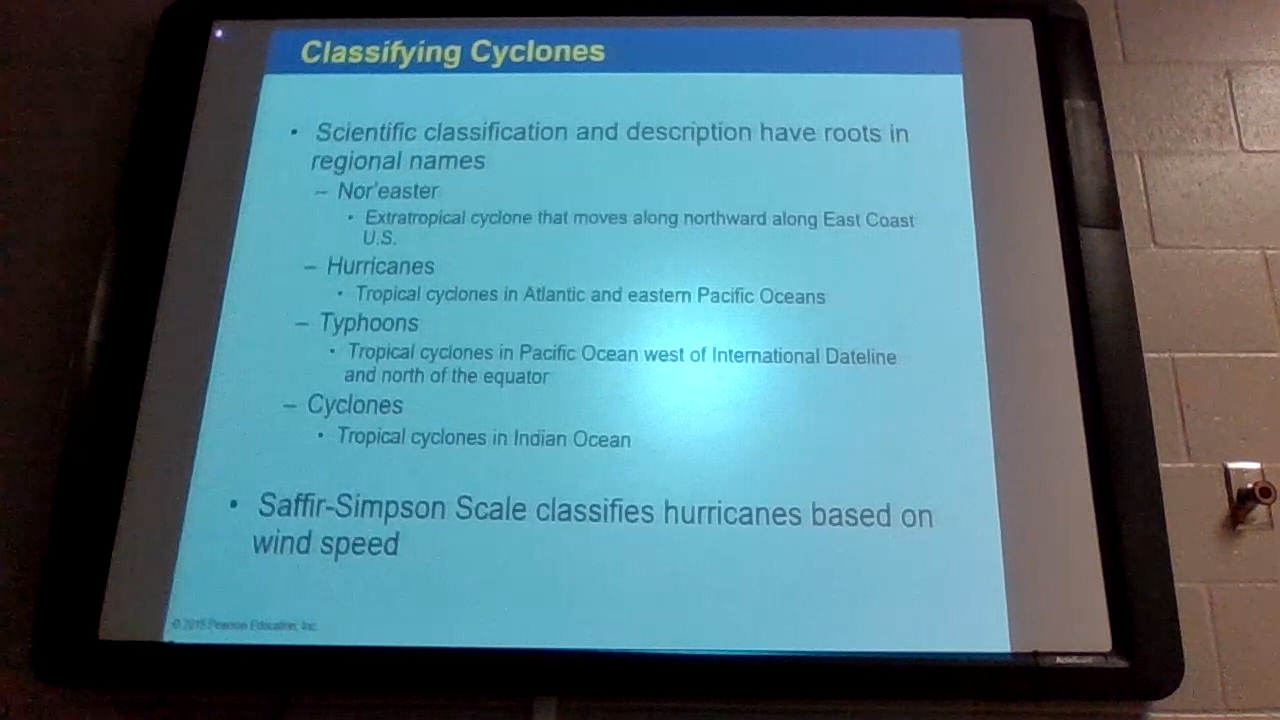 Classifying Cyclones
• Scientific classification and description have roots in
regional names
– Nor'easter
• Extratropical cyclone that moves along northward along East Coast
U.S.
– Hurricanes
• Tropical cyclones in Atlantic and eastern Pacific Oceans
– Typhoons
• Tropical cyclones in Pacific Ocean west of International Dateline
and north of the equator
– Cyclones
• Tropical cyclones in Indian Ocean
• Saffir-Simpson Scale classifies hurricanes based on
wind speed
© 2015 Pearson Education, Inc.